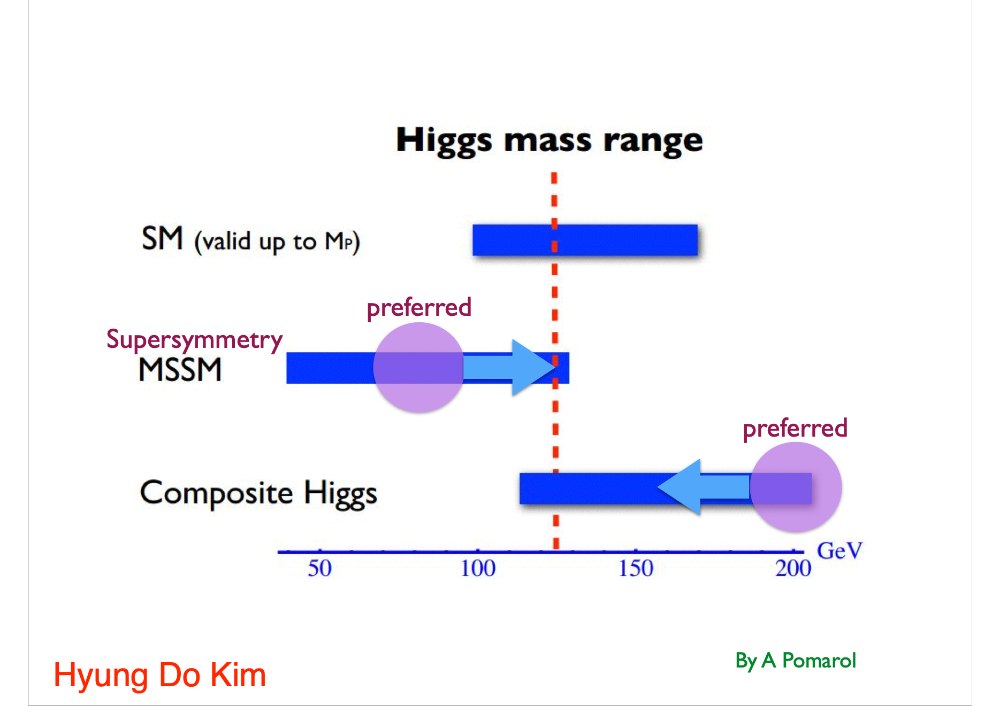 Higgs mass range
SM (valid up to MP)
preferred
Supersymmetry
MSSM
preferred
Composite Higgs
GeV
50 100 150 200
By A Pomarol
Hyung Do Kim